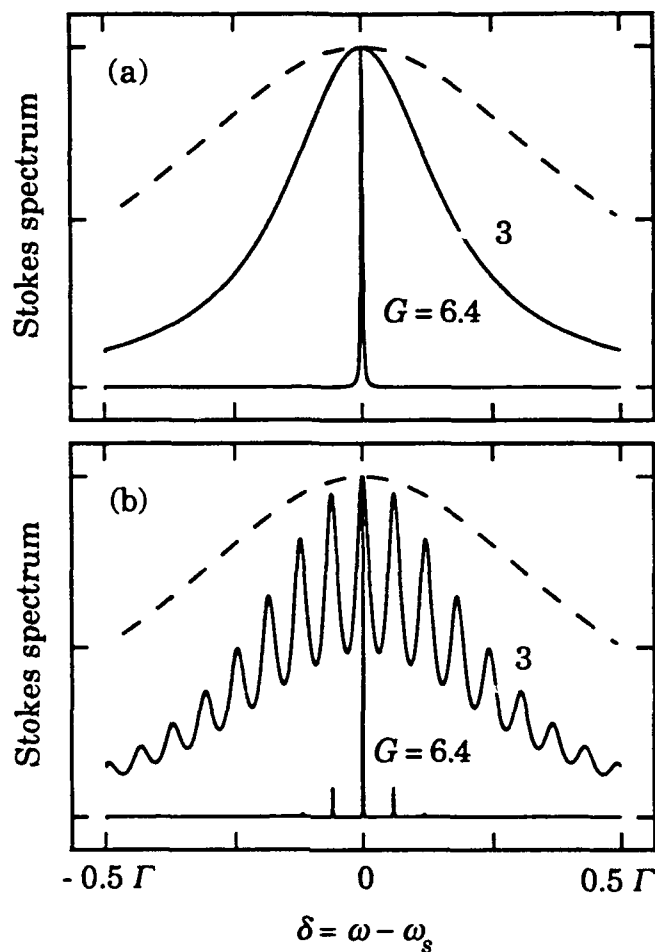 (a)
Stokes spectrum
3
G = 6.4
(b)
Stokes spectrum
3
G = 6.4
- 0.5 Γ
0
0.5 Γ
δ = ω − ω_s